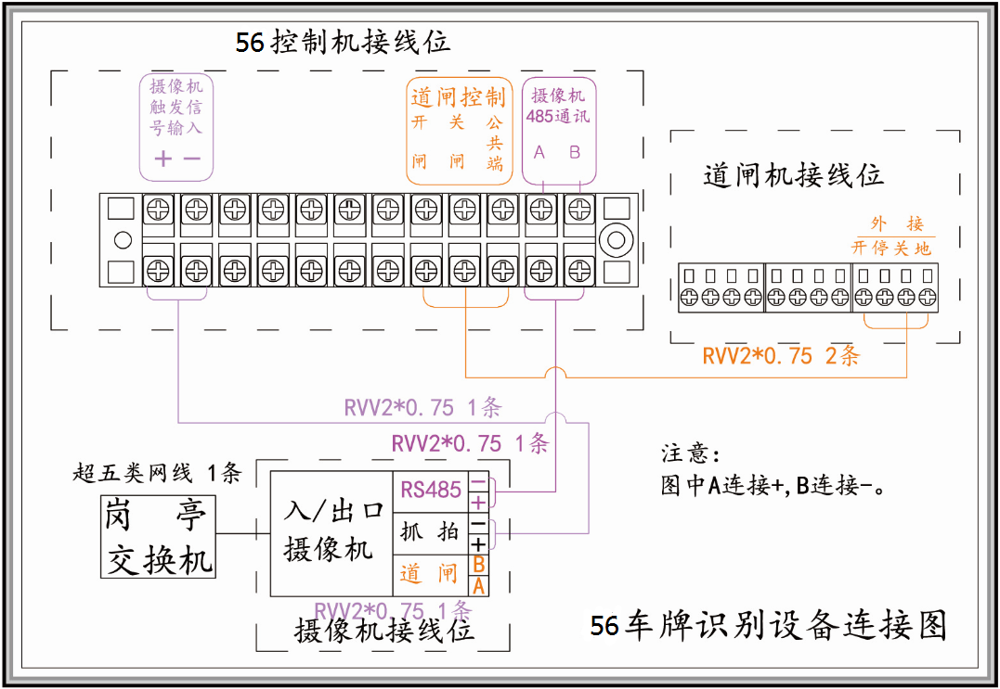 56控制机接线位
摄像机
触发信
号输入
+ −
道闸控制
开闸 关闸 公共端
摄像机
485通讯
A B
道闸机接线位
外 接
开停关地
RVV2*0.75 2条
RVV2*0.75 1条
RVV2*0.75 1条
超五类网线 1条
岗 亭
交换机
入/出口
摄像机
RS485 − +
抓 拍 − +
道 闸 B A
RVV2*0.75 1条
摄像机接线位
注意：
图中A连接+,B连接-。
56车牌识别设备连接图